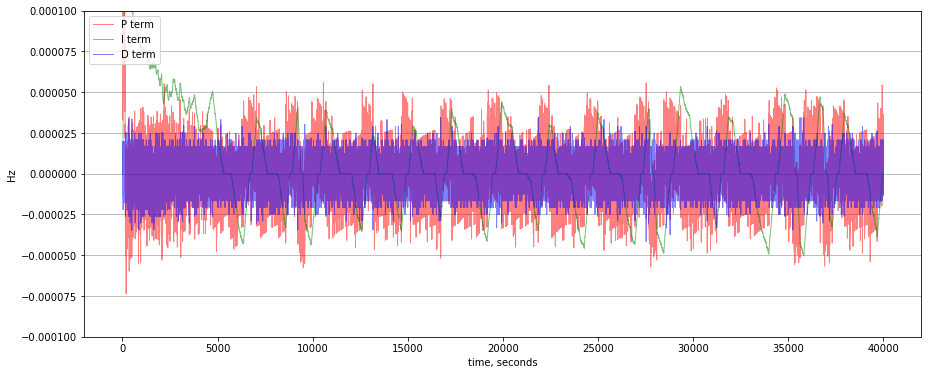 0.000100
0.000075
0.000050
0.000025
0.000000
−0.000025
−0.000050
−0.000075
−0.000100
Hz
P term
I term
D term
0 5000 10000 15000 20000 25000 30000 35000 40000
time, seconds